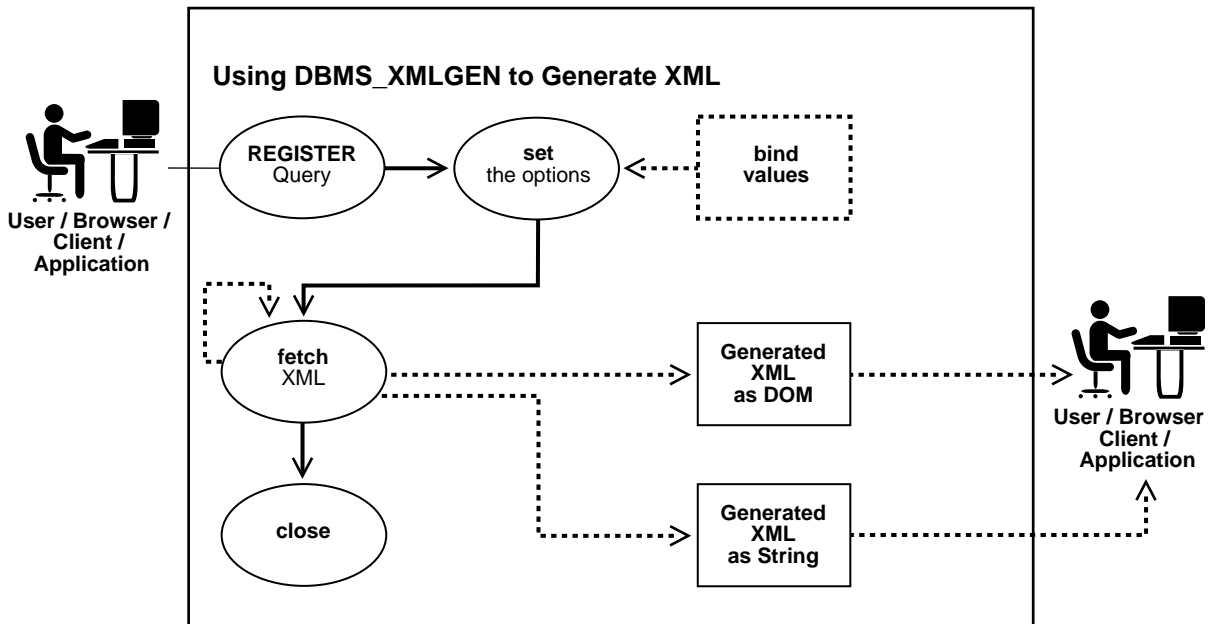 Using DBMS_XMLGEN to Generate XML
REGISTER
Query
set
the options
bind
values
User / Browser /
Client /
Application
fetch
XML
Generated
XML
as DOM
User / Browser
Client /
Application
close
Generated
XML
as String